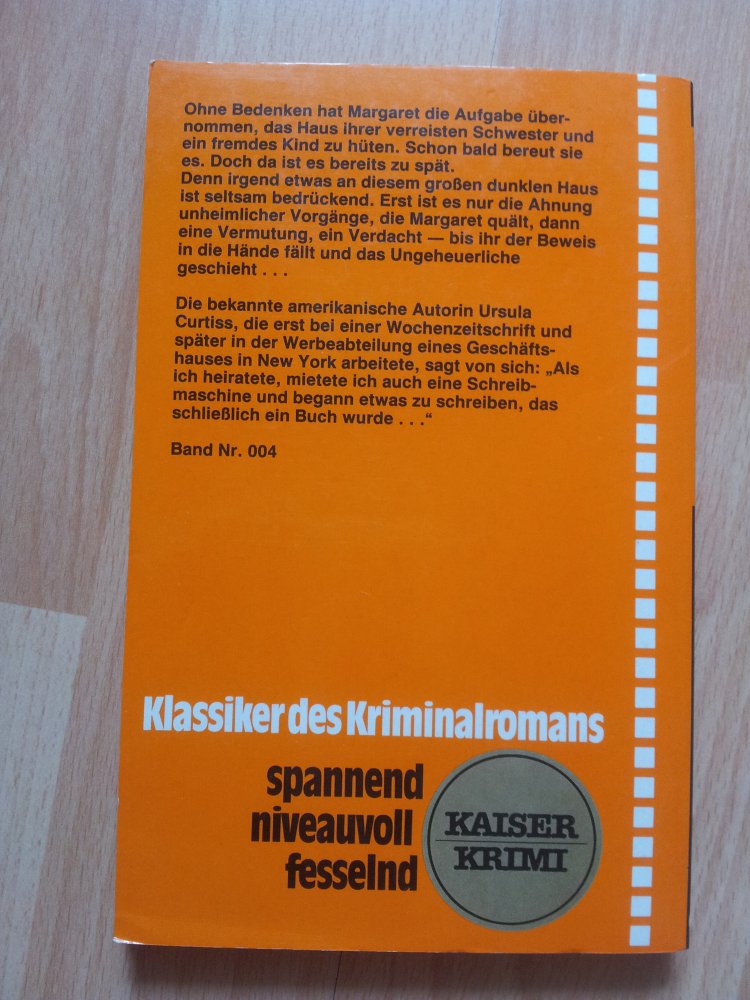 Ohne Bedenken hat Margaret die Aufgabe über-
nommen, das Haus ihrer verreisten Schwester und
ein fremdes Kind zu hüten. Schon bald bereut sie
es. Doch da ist es bereits zu spät.
Denn irgend etwas an diesem großen dunklen Haus
ist seltsam bedrückend. Erst ist es nur die Ahnung
unheimlicher Vorgänge, die Margaret quält, dann
eine Vermutung, ein Verdacht — bis ihr der Beweis
in die Hände fällt und das Ungeheuerliche
geschieht . . .
Die bekannte amerikanische Autorin Ursula
Curtiss, die erst bei einer Wochenzeitschrift und
später in der Werbeabteilung eines Geschäfts-
hauses in New York arbeitete, sagt von sich: „Als
ich heiratete, mietete ich auch eine Schreib-
maschine und begann etwas zu schreiben, das
schließlich ein Buch wurde . . .“
Band Nr. 004
Klassiker des Kriminalromans
spannend
niveauvoll
fesselnd
KAISER
KRIMI